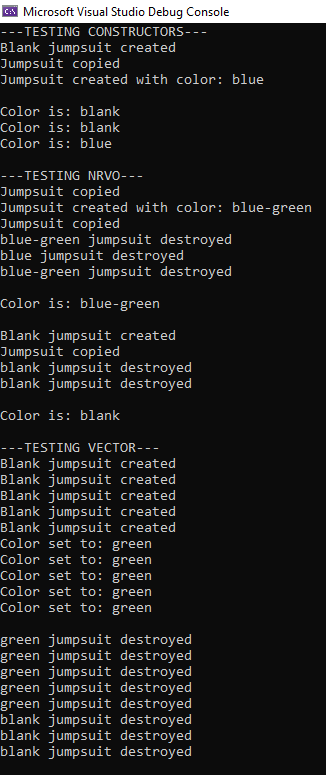 Microsoft Visual Studio Debug Console
---TESTING CONSTRUCTORS---
Blank jumpsuit created
Jumpsuit copied
Jumpsuit created with color: blue
Color is: blank
Color is: blank
Color is: blue
---TESTING NRVO---
Jumpsuit copied
Jumpsuit created with color: blue-green
Jumpsuit copied
blue-green jumpsuit destroyed
blue jumpsuit destroyed
blue-green jumpsuit destroyed
Color is: blue-green
Blank jumpsuit created
Jumpsuit copied
blank jumpsuit destroyed
blank jumpsuit destroyed
Color is: blank
---TESTING VECTOR---
Blank jumpsuit created
Blank jumpsuit created
Blank jumpsuit created
Blank jumpsuit created
Blank jumpsuit created
Color set to: green
Color set to: green
Color set to: green
Color set to: green
Color set to: green
green jumpsuit destroyed
green jumpsuit destroyed
green jumpsuit destroyed
green jumpsuit destroyed
green jumpsuit destroyed
blank jumpsuit destroyed
blank jumpsuit destroyed
blank jumpsuit destroyed